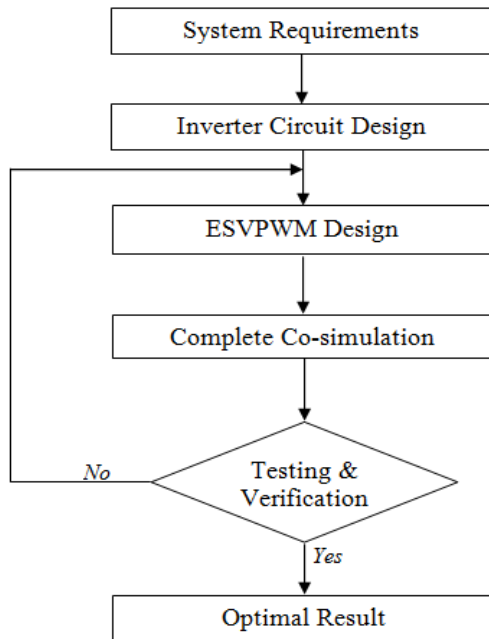 System Requirements
Inverter Circuit Design
ESVPWM Design
Complete Co-simulation
Testing &
Verification
No
Yes
Optimal Result